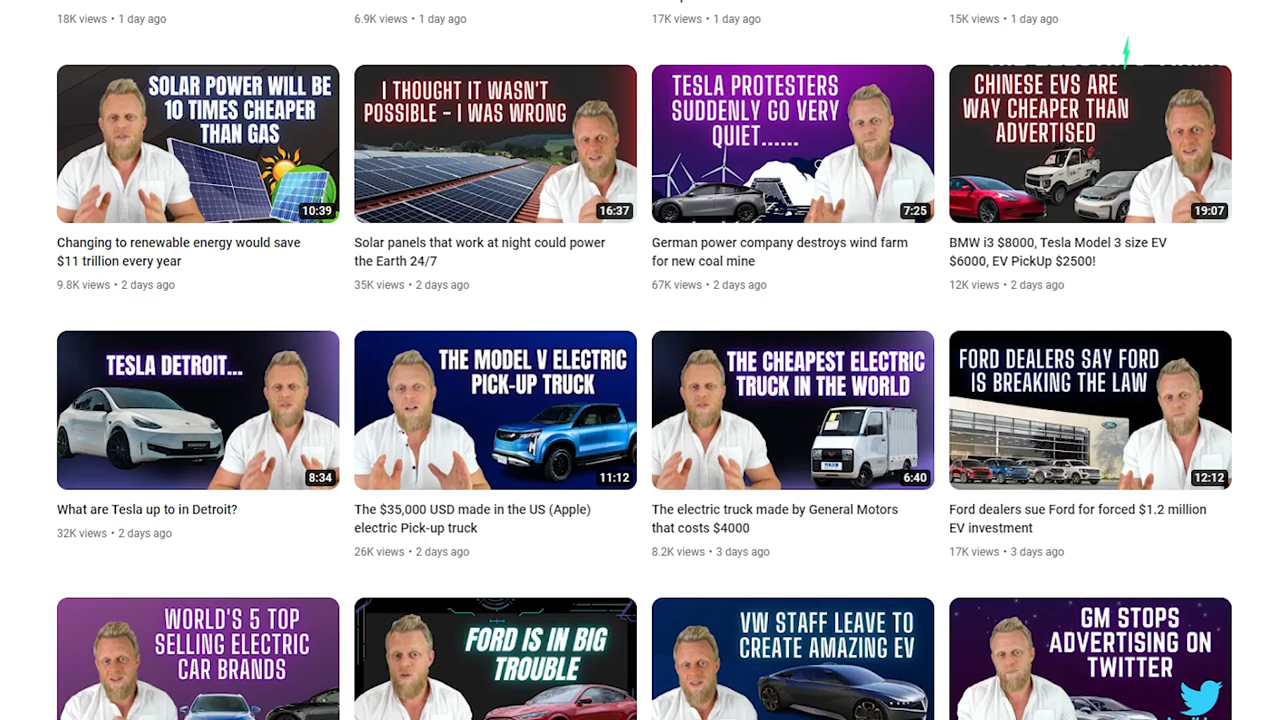 18K views • 1 day ago
6.9K views • 1 day ago
17K views • 1 day ago
15K views • 1 day ago
SOLAR POWER WILL BE
10 TIMES CHEAPER
THAN GAS
10:39
I THOUGHT IT WASN'T
POSSIBLE - I WAS WRONG
16:37
TESLA PROTESTERS
SUDDENLY GO VERY
QUIET......
7:25
CHINESE EVS ARE
WAY CHEAPER THAN
ADVERTISED
19:07
Changing to renewable energy would save
$11 trillion every year
9.8K views • 2 days ago
Solar panels that work at night could power
the Earth 24/7
35K views • 2 days ago
German power company destroys wind farm
for new coal mine
67K views • 2 days ago
BMW i3 $8000, Tesla Model 3 size EV
$6000, EV PickUp $2500!
12K views • 2 days ago
TESLA DETROIT...
8:34
THE MODEL V ELECTRIC
PICK-UP TRUCK
11:12
THE CHEAPEST ELECTRIC
TRUCK IN THE WORLD
6:40
FORD DEALERS SAY FORD
IS BREAKING THE LAW
12:12
What are Tesla up to in Detroit?
32K views • 2 days ago
The $35,000 USD made in the US (Apple)
electric Pick-up truck
26K views • 2 days ago
The electric truck made by General Motors
that costs $4000
8.2K views • 3 days ago
Ford dealers sue Ford for forced $1.2 million
EV investment
17K views • 3 days ago
WORLD'S 5 TOP
SELLING ELECTRIC
CAR BRANDS
FORD IS IN BIG
TROUBLE
VW STAFF LEAVE TO
CREATE AMAZING EV
GM STOPS
ADVERTISING ON
TWITTER